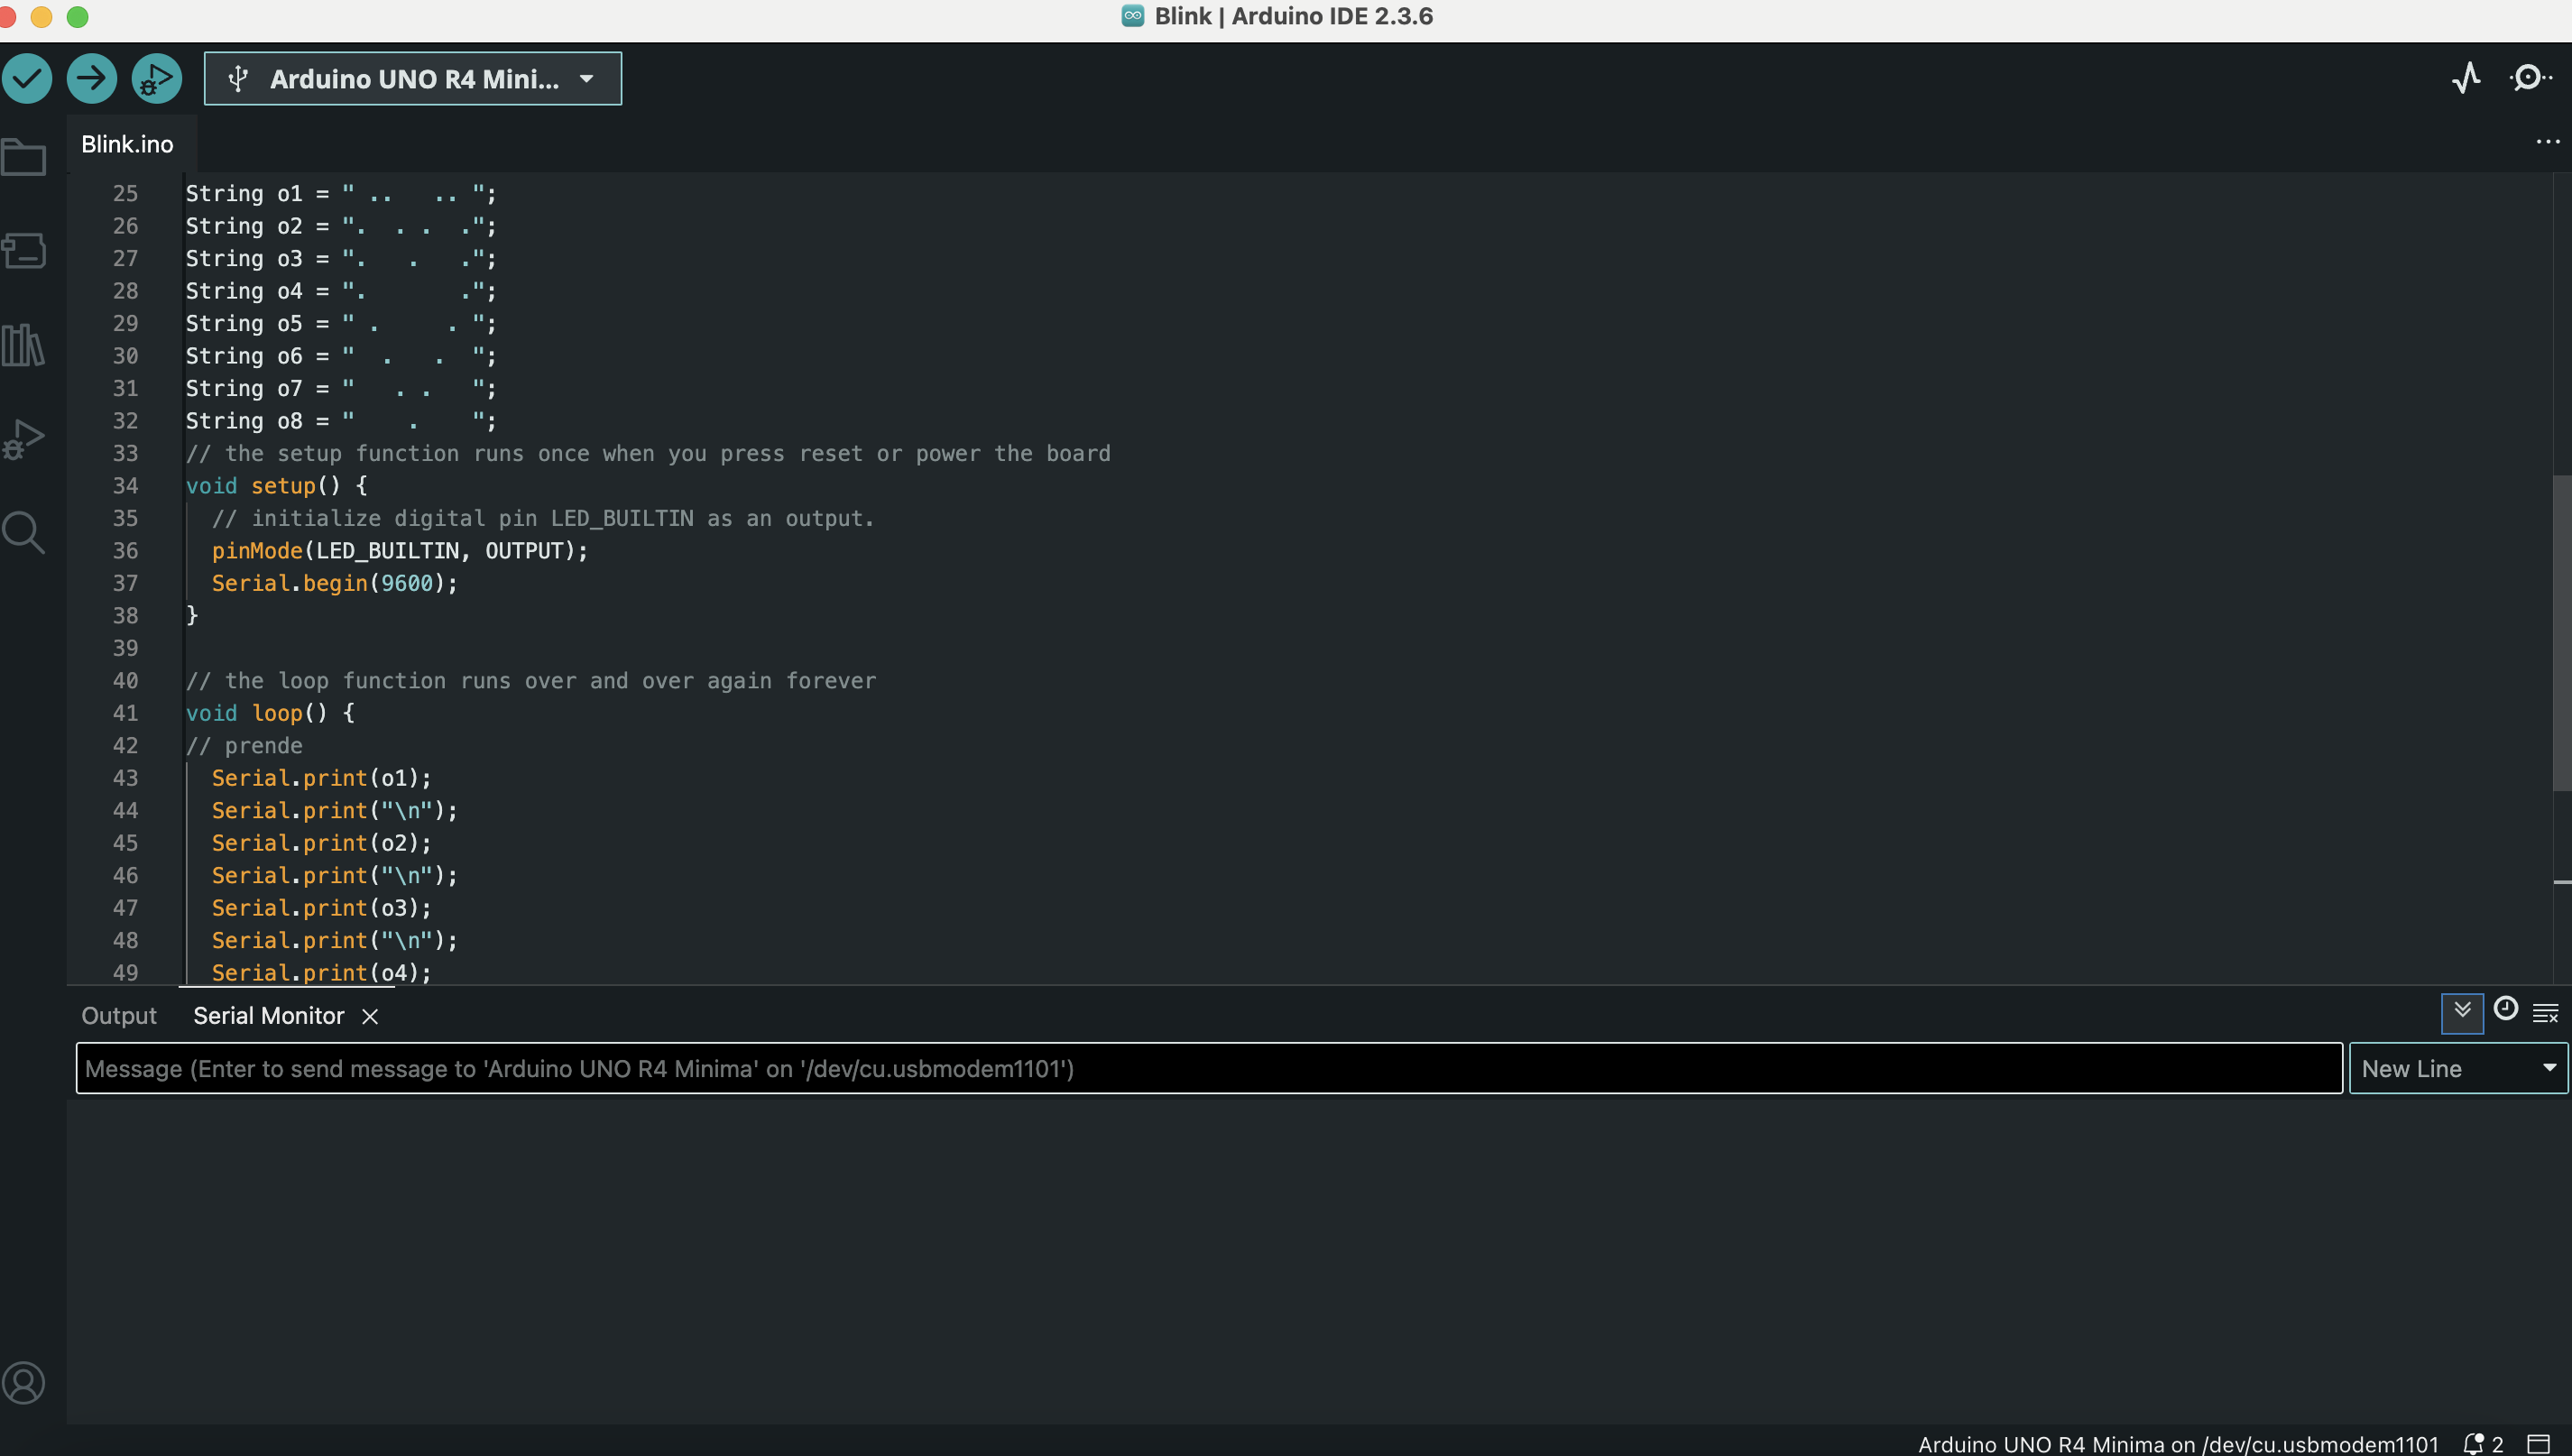 Blink | Arduino IDE 2.3.6
Arduino UNO R4 Mini...
Blink.ino
25 String o1 = " ..   .. ";
26 String o2 = ".  . .  .";
27 String o3 = ".   .   .";
28 String o4 = ".       .";
29 String o5 = " .     . ";
30 String o6 = "  .   .  ";
31 String o7 = "   . .   ";
32 String o8 = "    .    ";
33 // the setup function runs once when you press reset or power the board
34 void setup() {
35   // initialize digital pin LED_BUILTIN as an output.
36   pinMode(LED_BUILTIN, OUTPUT);
37   Serial.begin(9600);
38 }
39
40 // the loop function runs over and over again forever
41 void loop() {
42 // prende
43   Serial.print(o1);
44   Serial.print("\n");
45   Serial.print(o2);
46   Serial.print("\n");
47   Serial.print(o3);
48   Serial.print("\n");
49   Serial.print(o4);
Output Serial Monitor
Message (Enter to send message to 'Arduino UNO R4 Minima' on '/dev/cu.usbmodem1101')
New Line
Arduino UNO R4 Minima on /dev/cu.usbmodem1101 2